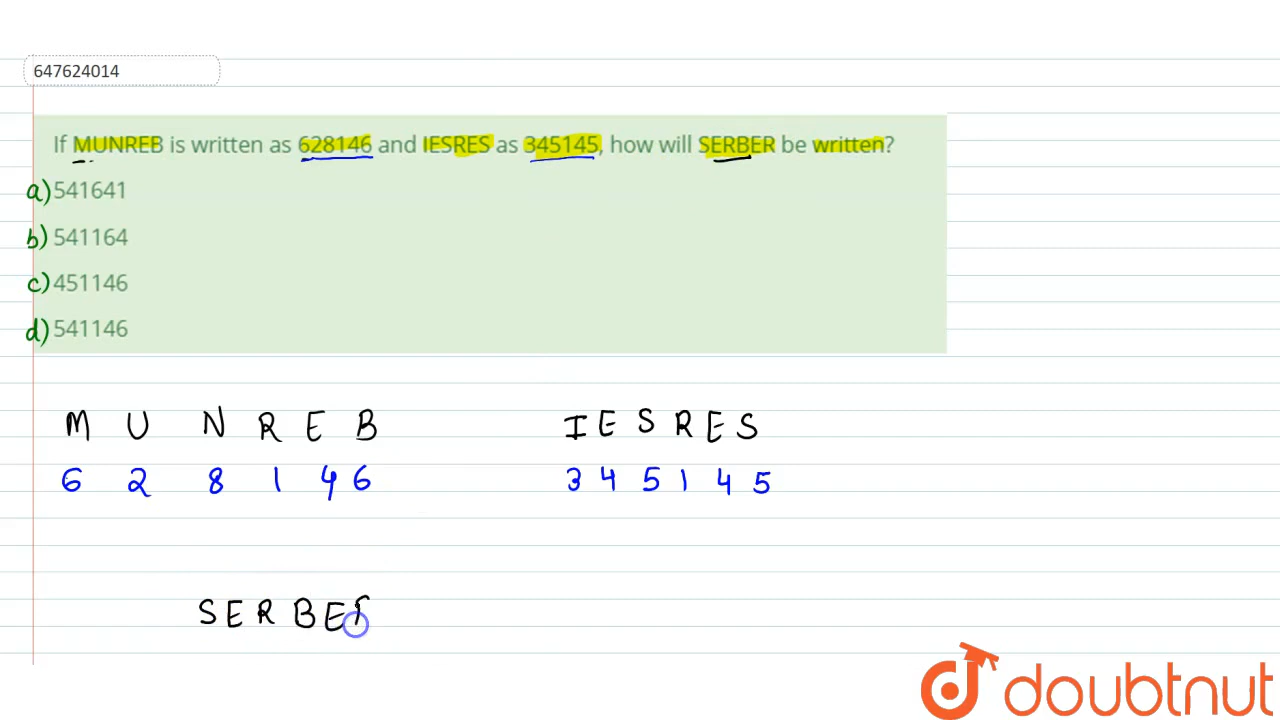 647624014
If MUNREB is written as 628146 and IESRES as 345145, how will SERBER be written?
a) 541641
b) 541164
c) 451146
d) 541146
M U N R E B
I E S R E S
6 2 8 1 4 6
3 4 5 1 4 5
S E R B E
doubtnut